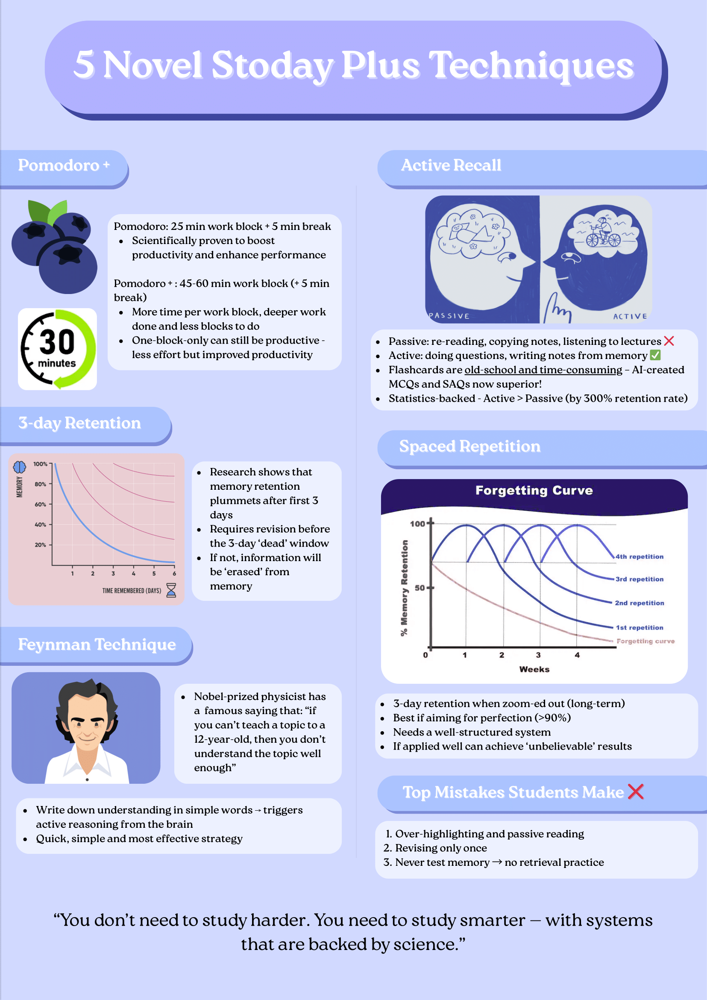 5 Novel Stoday Plus Techniques
Pomodoro +
Pomodoro: 25 min work block + 5 min break
• Scientifically proven to boost
productivity and enhance performance
Pomodoro + : 45-60 min work block (+ 5 min
break)
• More time per work block, deeper work
done and less blocks to do
• One-block-only can still be productive -
less effort but improved productivity
30
minutes
3-day Retention
MEMORY
100%
80%
60%
40%
20%
1 2 3 4 5 6
TIME REMEMBERED (DAYS)
• Research shows that
memory retention
plummets after first 3
days
• Requires revision before
the 3-day ‘dead’ window
• If not, information will
be ‘erased’ from
memory
Feynman Technique
• Nobel-prized physicist has
a famous saying that: “if
you can’t teach a topic to a
12-year-old, then you don’t
understand the topic well
enough”
• Write down understanding in simple words → triggers
active reasoning from the brain
• Quick, simple and most effective strategy
Active Recall
PASSIVE
ACTIVE
• Passive: re-reading, copying notes, listening to lectures ❌
• Active: doing questions, writing notes from memory ✅
• Flashcards are old-school and time-consuming – AI-created
MCQs and SAQs now superior!
• Statistics-backed - Active > Passive (by 300% retention rate)
Spaced Repetition
Forgetting Curve
% Memory Retention
100
50
4th repetition
3rd repetition
2nd repetition
1st repetition
Forgetting curve
0 1 2 3 4
Weeks
• 3-day retention when zoom-ed out (long-term)
• Best if aiming for perfection (>90%)
• Needs a well-structured system
• If applied well can achieve ‘unbelievable’ results
Top Mistakes Students Make ❌
1. Over-highlighting and passive reading
2. Revising only once
3. Never test memory → no retrieval practice
“You don’t need to study harder. You need to study smarter — with systems
that are backed by science.”